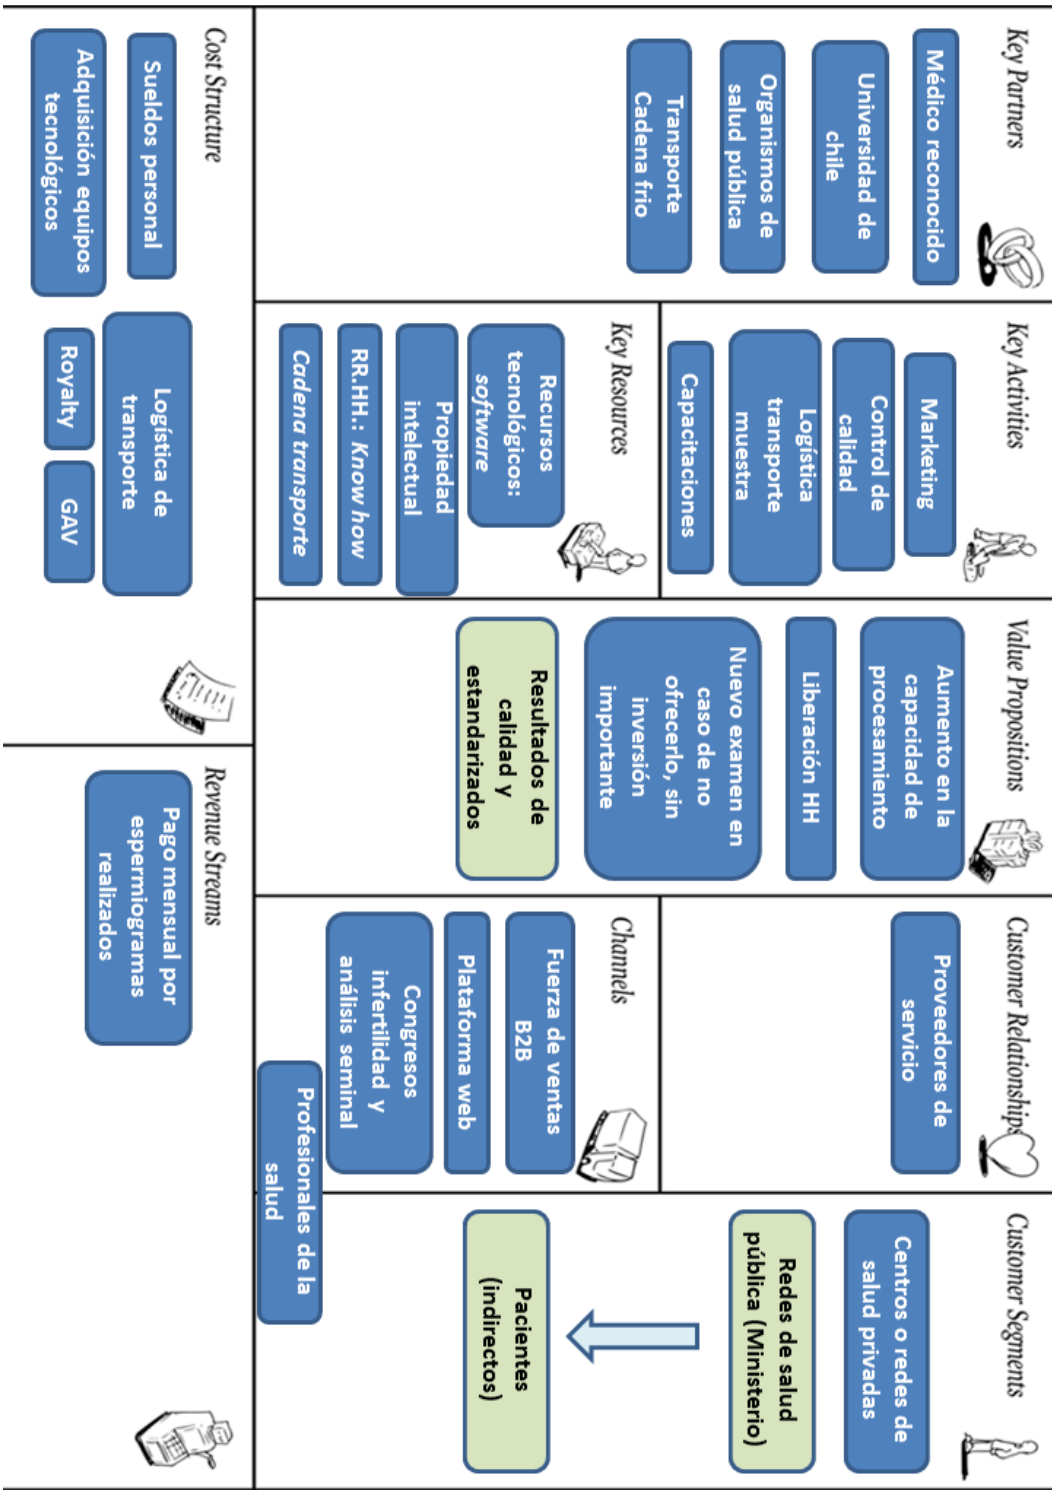 Key Partners
Médico reconocido
Universidad de
chile
Organismos de
salud pública
Transporte
Cadena frio
Key Activities
Marketing
Control de
calidad
Logística
transporte
muestra
Capacitaciones
Key Resources
Recursos
tecnológicos:
software
Propiedad
intelectual
RR.HH.: Know how
Cadena transporte
Value Propositions
Aumento en la
capacidad de
procesamiento
Liberación HH
Nuevo examen en
caso de no
ofrecerlo, sin
inversión
importante
Resultados de
calidad y
estandarizados
Customer Relationships
Proveedores de
servicio
Channels
Fuerza de ventas
B2B
Plataforma web
Congresos
infertilidad y
análisis seminal
Profesionales de la
salud
Customer Segments
Centros o redes de
salud privadas
Redes de salud
pública (Ministerio)
Pacientes
(indirectos)
Cost Structure
Sueldos personal
Adquisición equipos
tecnológicos
Logística de
transporte
Royalty
GAV
Revenue Streams
Pago mensual por
espermiogramas
realizados